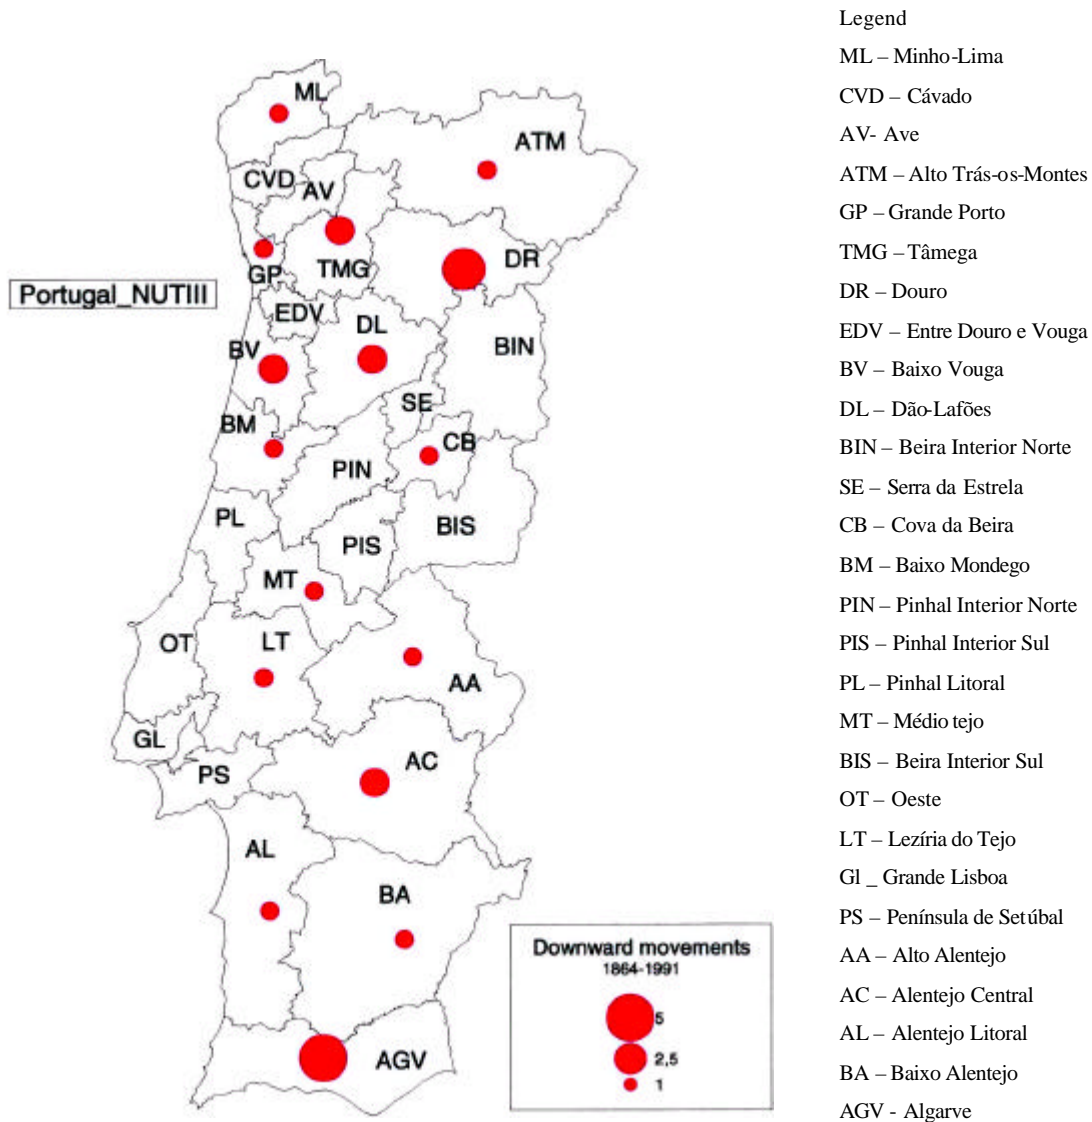 Legend
ML – Minho-Lima
CVD – Cávado
AV- Ave
ATM – Alto Trás-os-Montes
GP – Grande Porto
TMG – Tâmega
DR – Douro
EDV – Entre Douro e Vouga
BV – Baixo Vouga
DL – Dão-Lafões
BIN – Beira Interior Norte
SE – Serra da Estrela
CB – Cova da Beira
BM – Baixo Mondego
PIN – Pinhal Interior Norte
PIS – Pinhal Interior Sul
PL – Pinhal Litoral
MT – Médio tejo
BIS – Beira Interior Sul
OT – Oeste
LT – Lezíria do Tejo
Gl _ Grande Lisboa
PS – Península de Setúbal
AA – Alto Alentejo
AC – Alentejo Central
AL – Alentejo Litoral
BA – Baixo Alentejo
AGV - Algarve
Portugal_NUTIII
ML
ATM
CVD
AV
GP
TMG
DR
EDV
DL
BV
BIN
SE
BM
CB
PIN
PL
BIS
PIS
MT
OT
LT
AA
GL
PS
AC
AL
BA
AGV
Downward movements
1864-1991
5
2,5
1